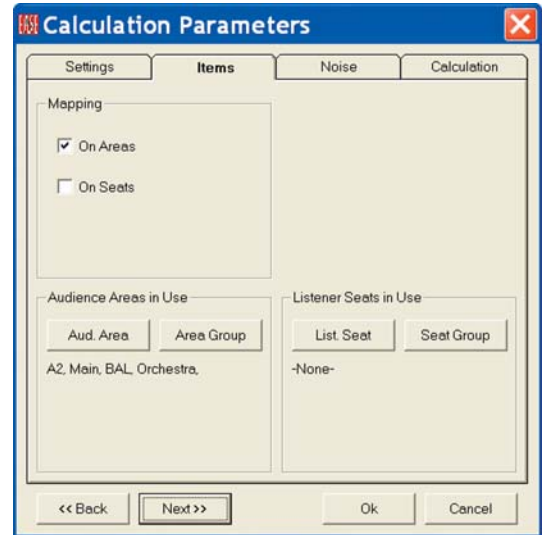 EASE Calculation Parameters
Settings Items Noise Calculation
Mapping
On Areas
On Seats
Audience Areas in Use
Aud. Area Area Group
A2, Main, BAL, Orchestra,
Listener Seats in Use
List. Seat Seat Group
-None-
<< Back Next >> Ok Cancel